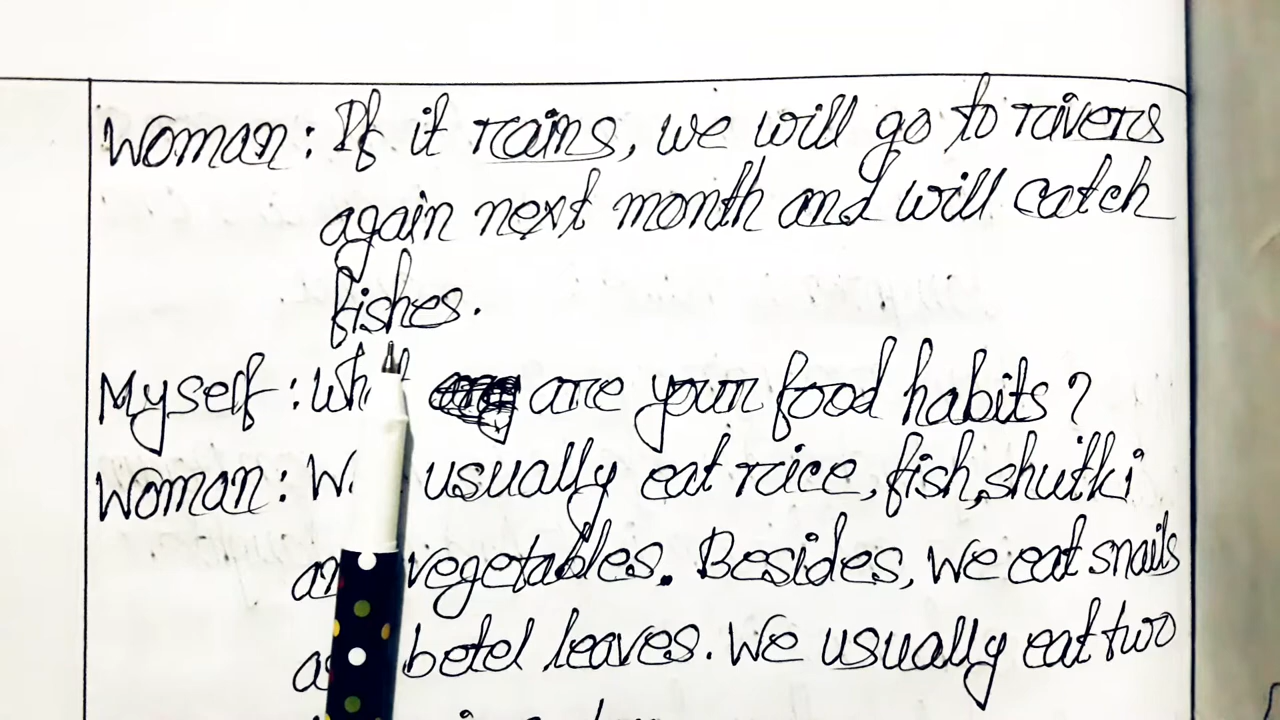 Woman: If it rains, we will go to rivers
again next month and will catch
fishes.
Myself: are your food habits?
Woman: usually eat rice, fish, shutki
vegetables. Besides, we eat snails
betel leaves. We usually eat two